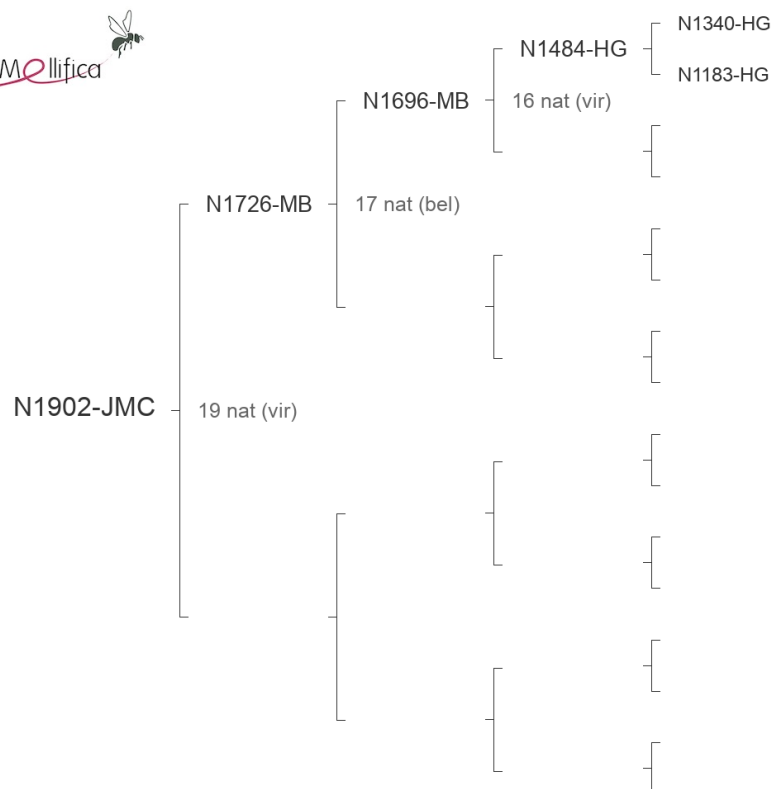 Mellifica
N1340-HG
N1484-HG
N1183-HG
N1696-MB
16 nat (vir)
N1726-MB
17 nat (bel)
N1902-JMC
19 nat (vir)